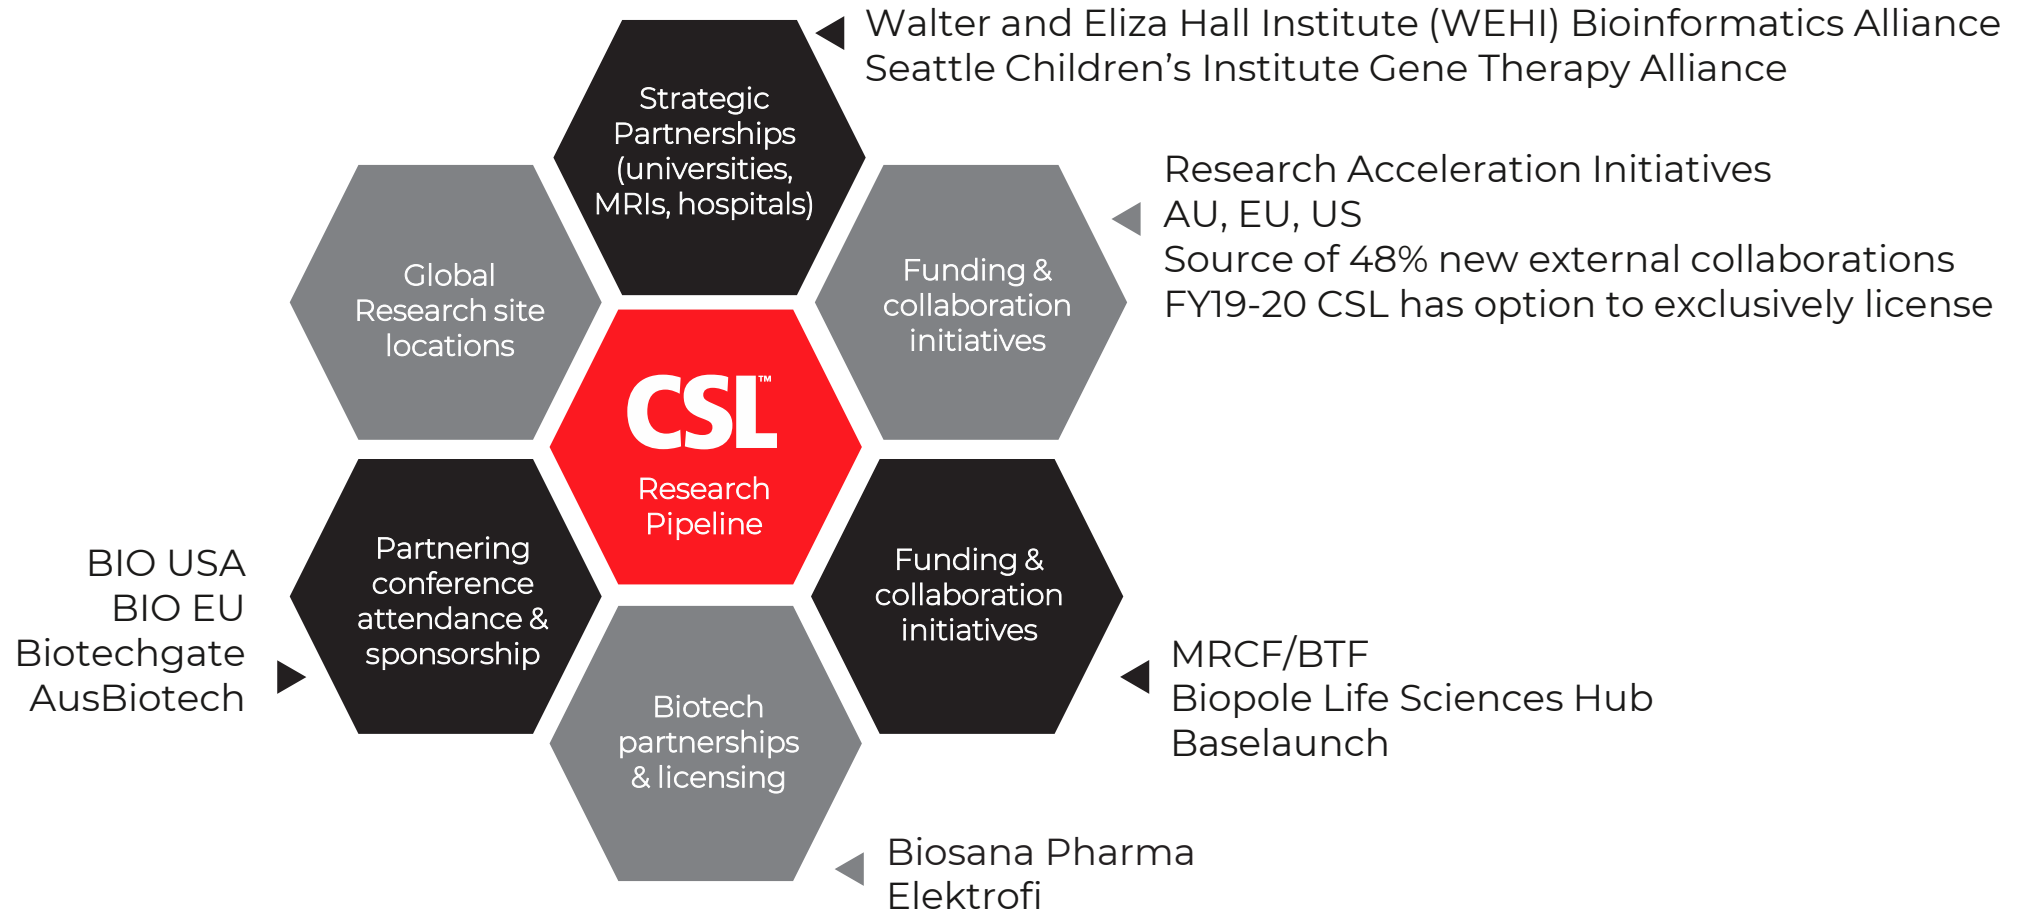 Walter and Eliza Hall Institute (WEHI) Bioinformatics Alliance
Seattle Children’s Institute Gene Therapy Alliance
Strategic
Partnerships
(universities,
MRIs, hospitals)
Research Acceleration Initiatives
AU, EU, US
Source of 48% new external collaborations
FY19-20 CSL has option to exclusively license
Global
Research site
locations
Funding &
collaboration
initiatives
CSL™
Research
Pipeline
Partnering
conference
attendance &
sponsorship
BIO USA
BIO EU
Biotechgate
AusBiotech
Funding &
collaboration
initiatives
MRCF/BTF
Biopole Life Sciences Hub
Baselaunch
Biotech
partnerships
& licensing
Biosana Pharma
Elektrofi